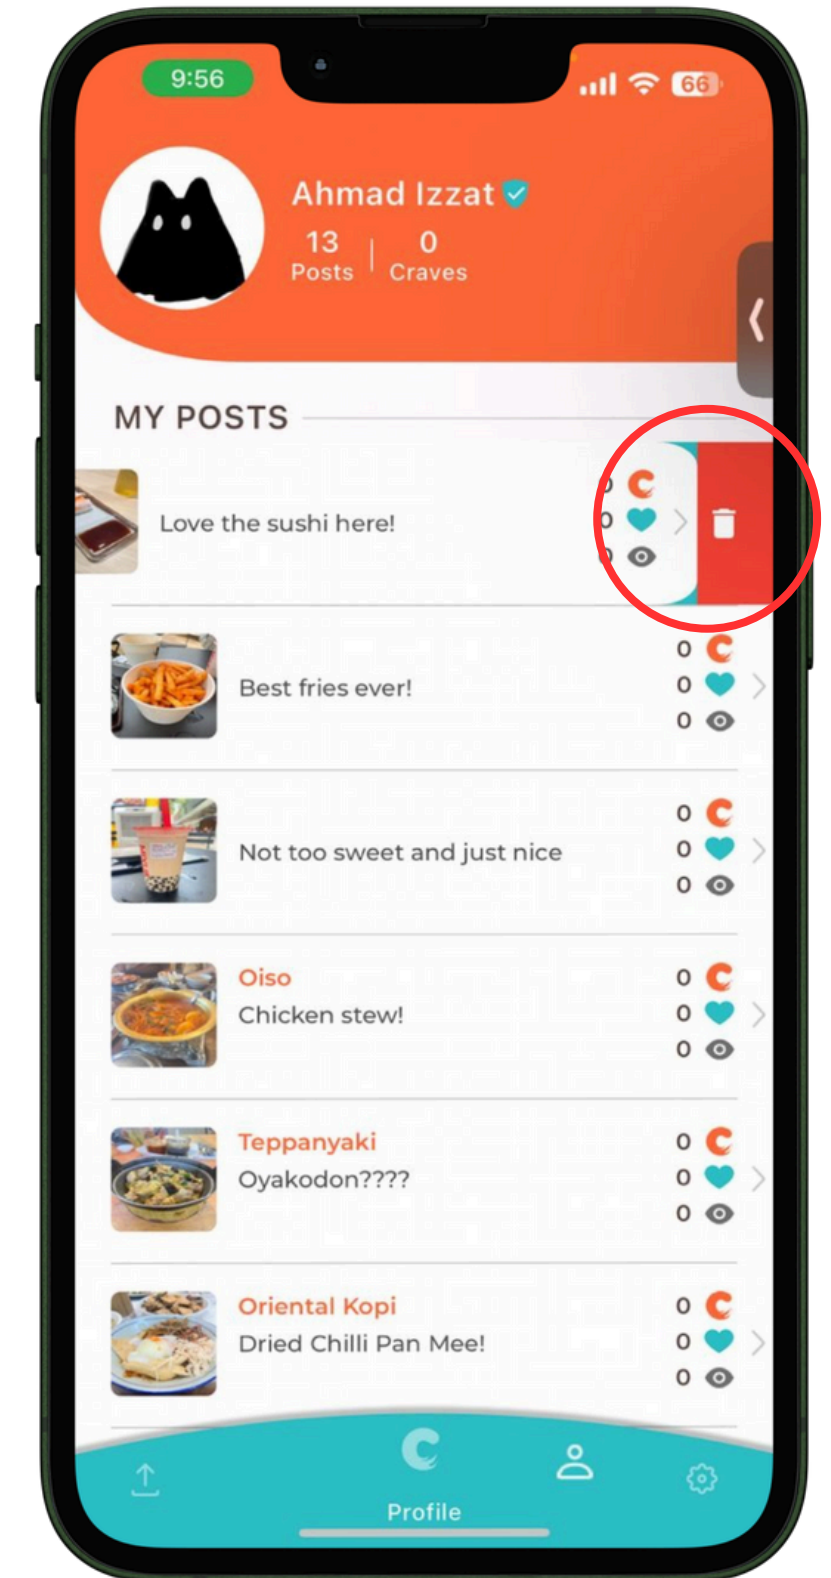 9:56
66
Ahmad Izzat
13 0
Posts Craves
MY POSTS
0
Love the sushi here! 0
0
0
Best fries ever! 0
0
0
Not too sweet and just nice 0
0
Oiso 0
Chicken stew! 0
0
Teppanyaki 0
Oyakodon???? 0
0
Oriental Kopi 0
Dried Chilli Pan Mee! 0
0
Profile